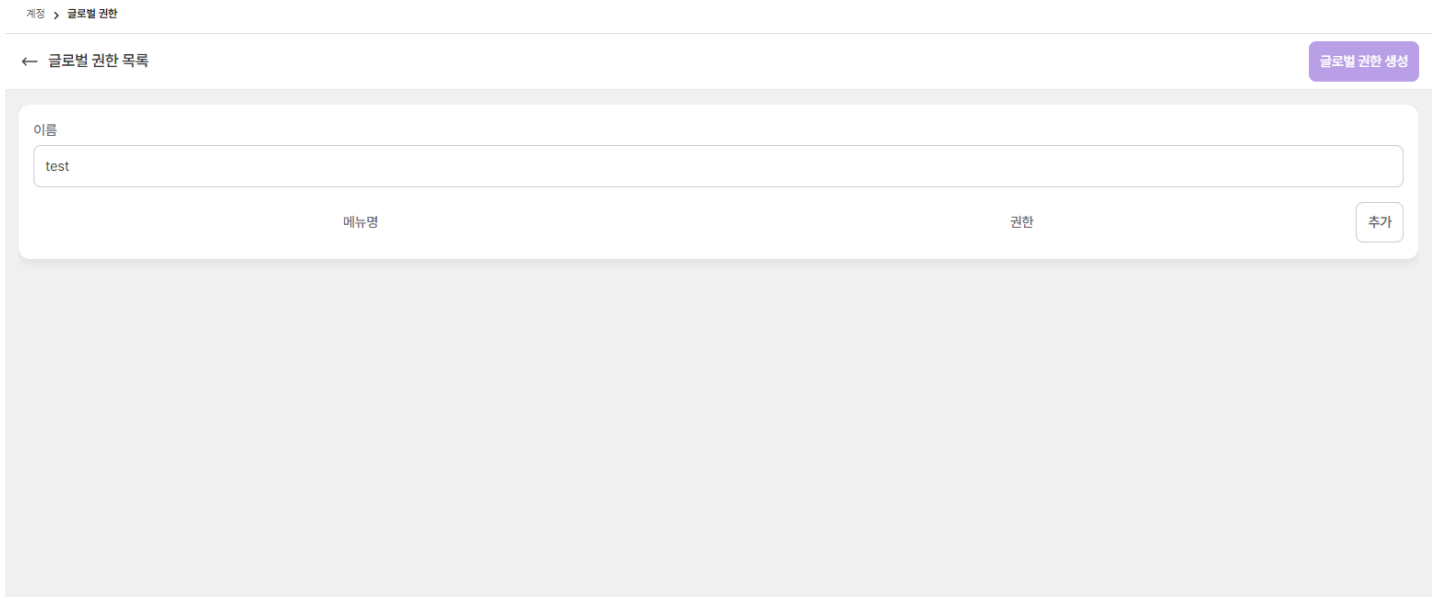 계정 > 글로벌 권한
← 글로벌 권한 목록
글로벌 권한 생성
이름
test
메뉴명 권한 추가